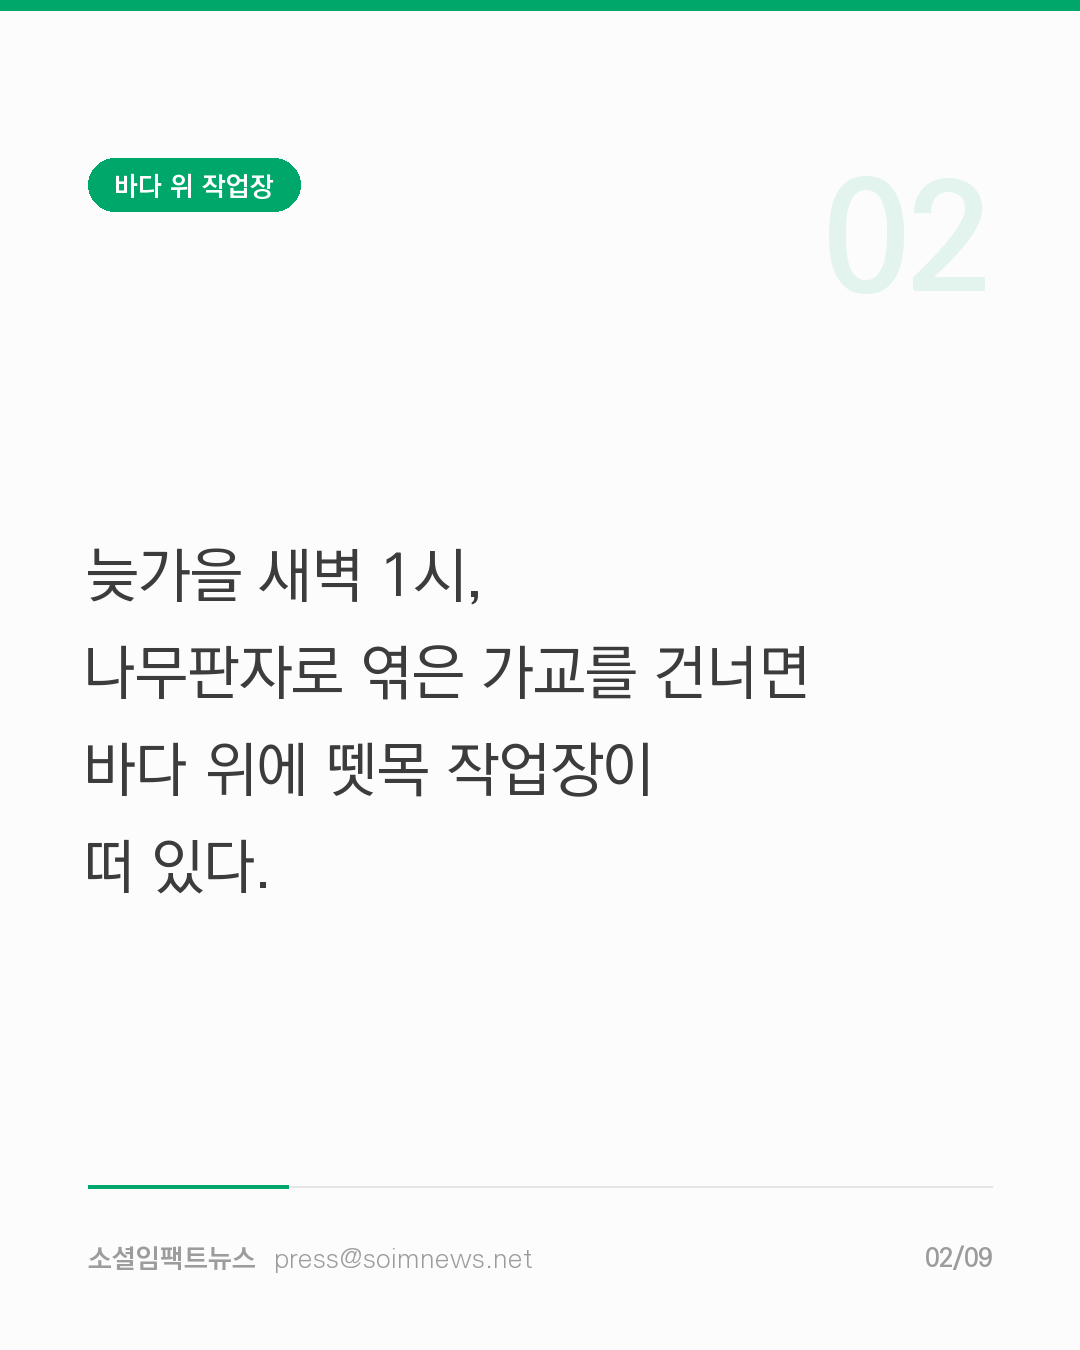 바다 위 작업장
02
늦가을 새벽 1시,
나무판자로 엮은 가교를 건너면
바다 위에 뗏목 작업장이
떠 있다.
소셜임팩트뉴스 press@soimnews.net
02/09